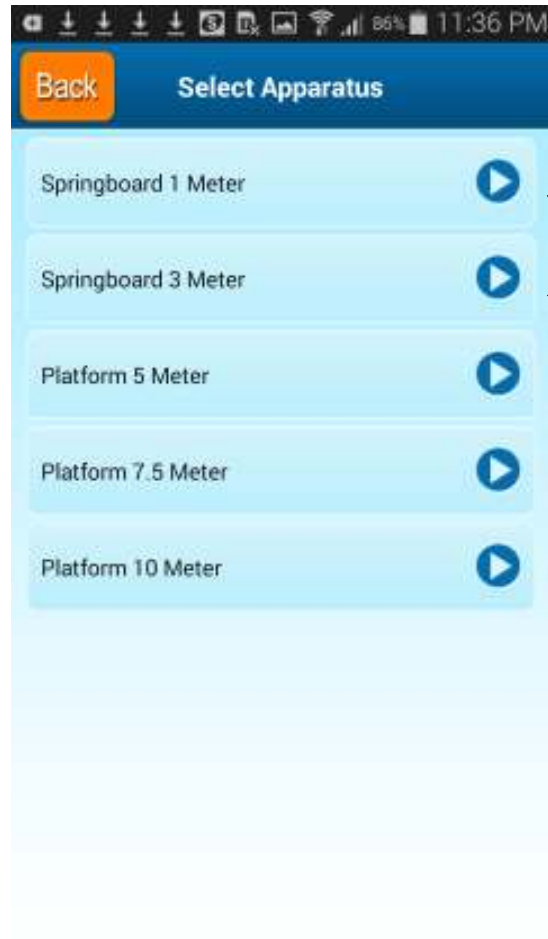 86% 11:36 PM
Back Select Apparatus
Springboard 1 Meter
Springboard 3 Meter
Platform 5 Meter
Platform 7.5 Meter
Platform 10 Meter